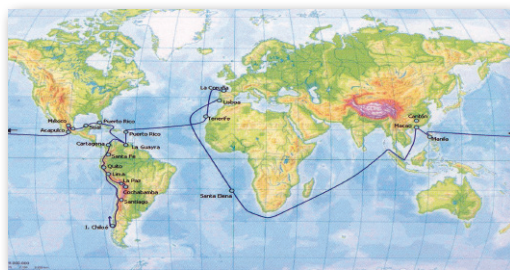 La Coruña
Lisboa
Tenerife
México
Acapulco
Puerto Rico
Puerto Rico
Cartagena
La Guayra
Santa Fe
Quito
Lima
La Paz
Cochabamba
Santiago
I. Chiloé
Santa Elena
Cantón
Macao
Manila